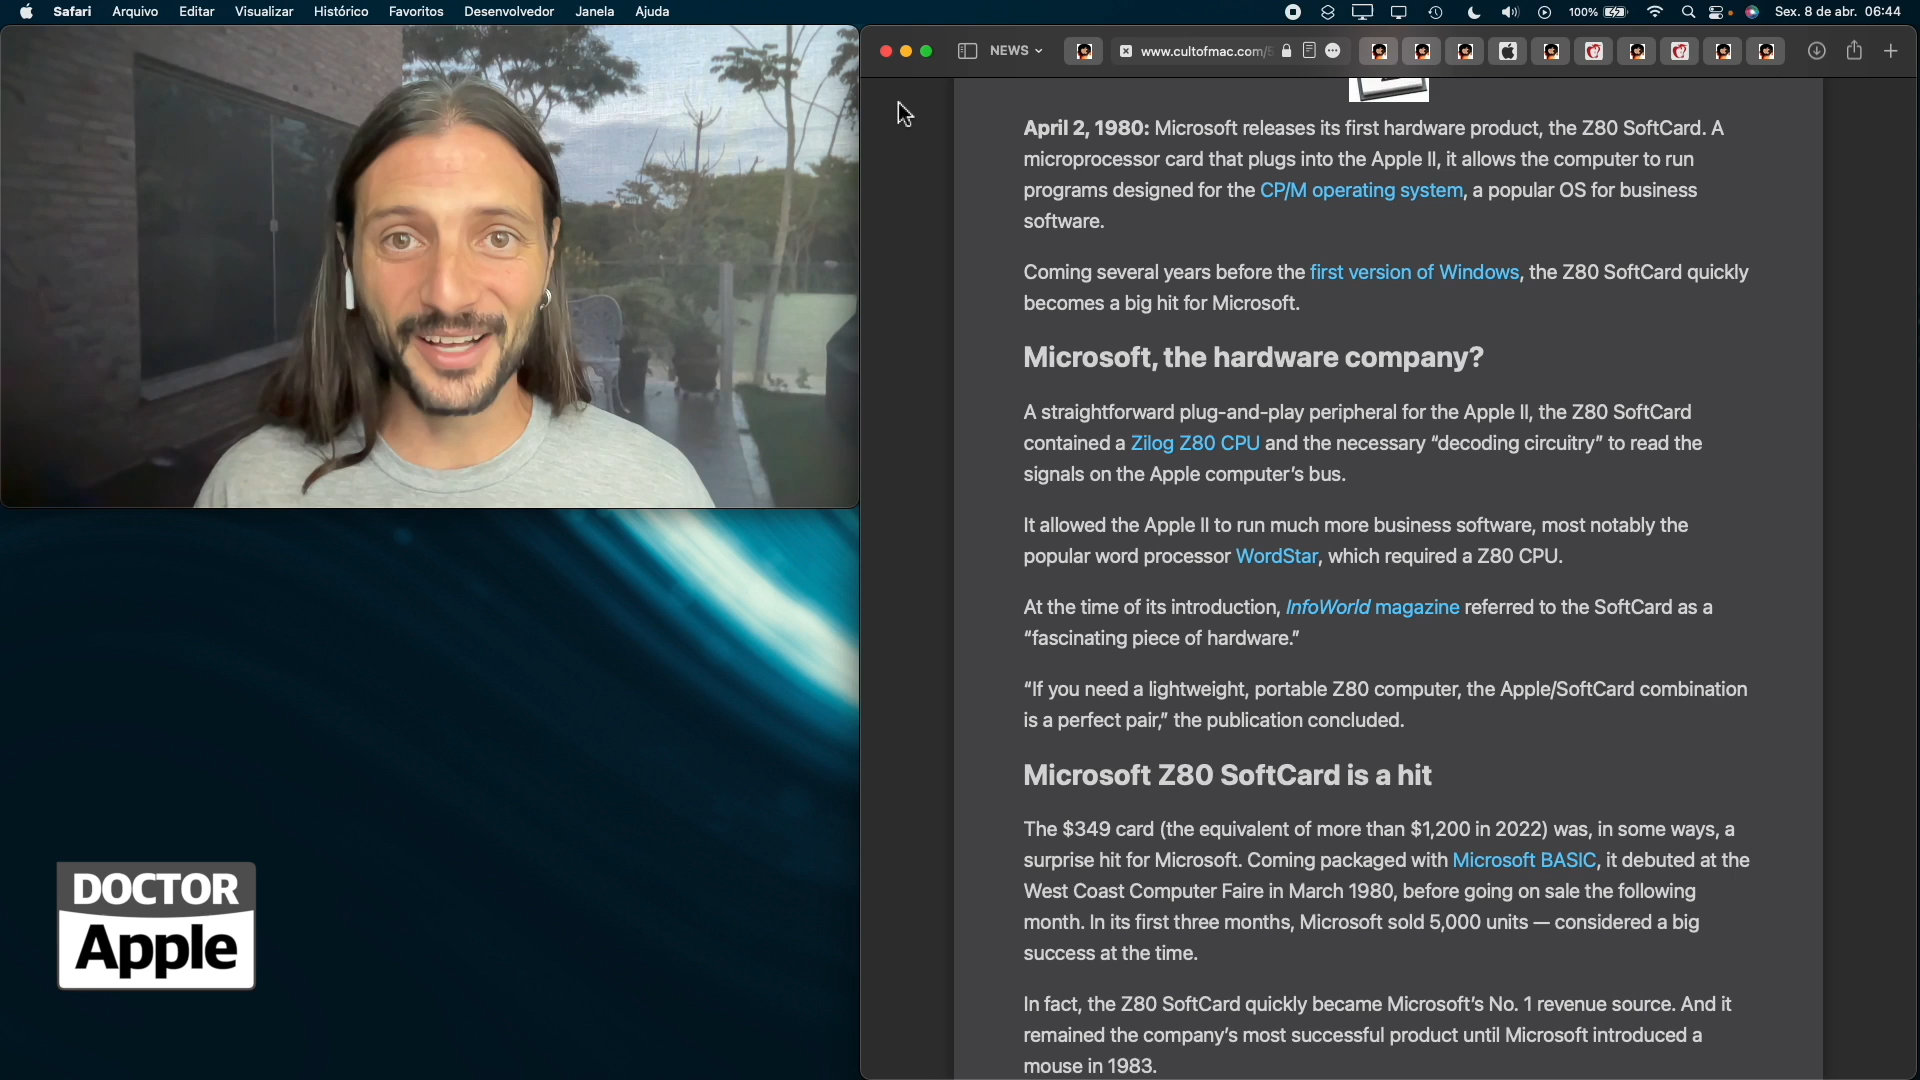 Safari Arquivo Editar Visualizar Histórico Favoritos Desenvolvedor Janela Ajuda
100% Sex. 8 de abr. 06:44
NEWS
www.cultofmac.com/
April 2, 1980: Microsoft releases its first hardware product, the Z80 SoftCard. A
microprocessor card that plugs into the Apple II, it allows the computer to run
programs designed for the CP/M operating system, a popular OS for business
software.
Coming several years before the first version of Windows, the Z80 SoftCard quickly
becomes a big hit for Microsoft.
Microsoft, the hardware company?
A straightforward plug-and-play peripheral for the Apple II, the Z80 SoftCard
contained a Zilog Z80 CPU and the necessary “decoding circuitry” to read the
signals on the Apple computer’s bus.
It allowed the Apple II to run much more business software, most notably the
popular word processor WordStar, which required a Z80 CPU.
At the time of its introduction, InfoWorld magazine referred to the SoftCard as a
“fascinating piece of hardware.”
“If you need a lightweight, portable Z80 computer, the Apple/SoftCard combination
is a perfect pair,” the publication concluded.
Microsoft Z80 SoftCard is a hit
The $349 card (the equivalent of more than $1,200 in 2022) was, in some ways, a
surprise hit for Microsoft. Coming packaged with Microsoft BASIC, it debuted at the
West Coast Computer Faire in March 1980, before going on sale the following
month. In its first three months, Microsoft sold 5,000 units — considered a big
success at the time.
In fact, the Z80 SoftCard quickly became Microsoft’s No. 1 revenue source. And it
remained the company’s most successful product until Microsoft introduced a
mouse in 1983.
DOCTOR
Apple